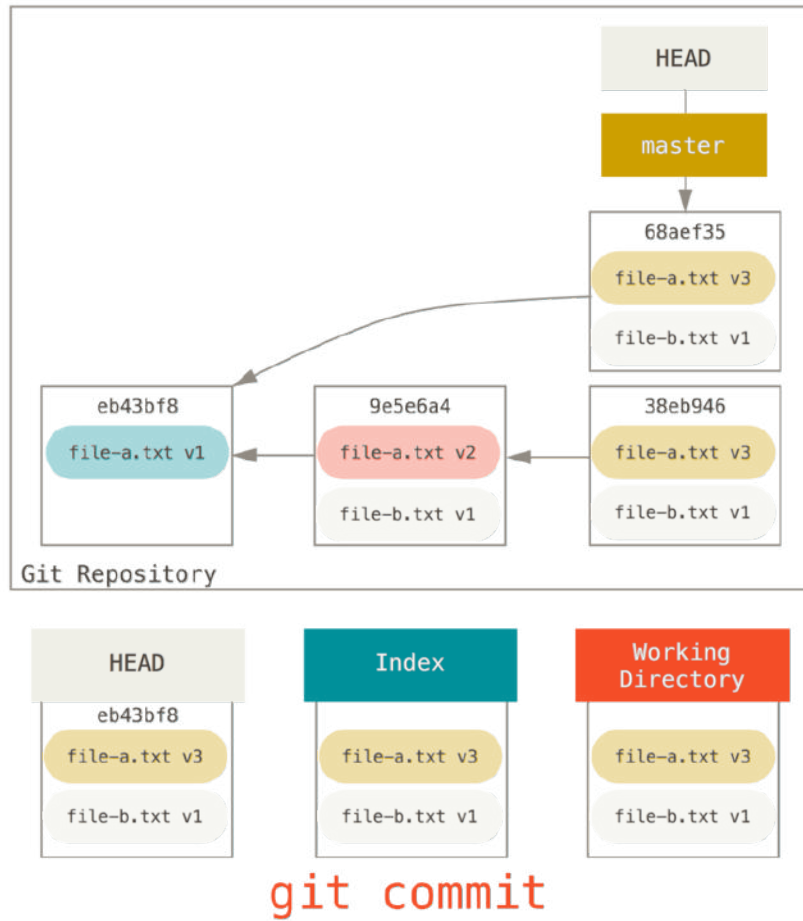 HEAD
master
68aef35
file-a.txt v3
file-b.txt v1
eb43bf8
file-a.txt v1
9e5e6a4
file-a.txt v2
file-b.txt v1
38eb946
file-a.txt v3
file-b.txt v1
Git Repository
HEAD
eb43bf8
file-a.txt v3
file-b.txt v1
Index
file-a.txt v3
file-b.txt v1
Working
Directory
file-a.txt v3
file-b.txt v1
git commit